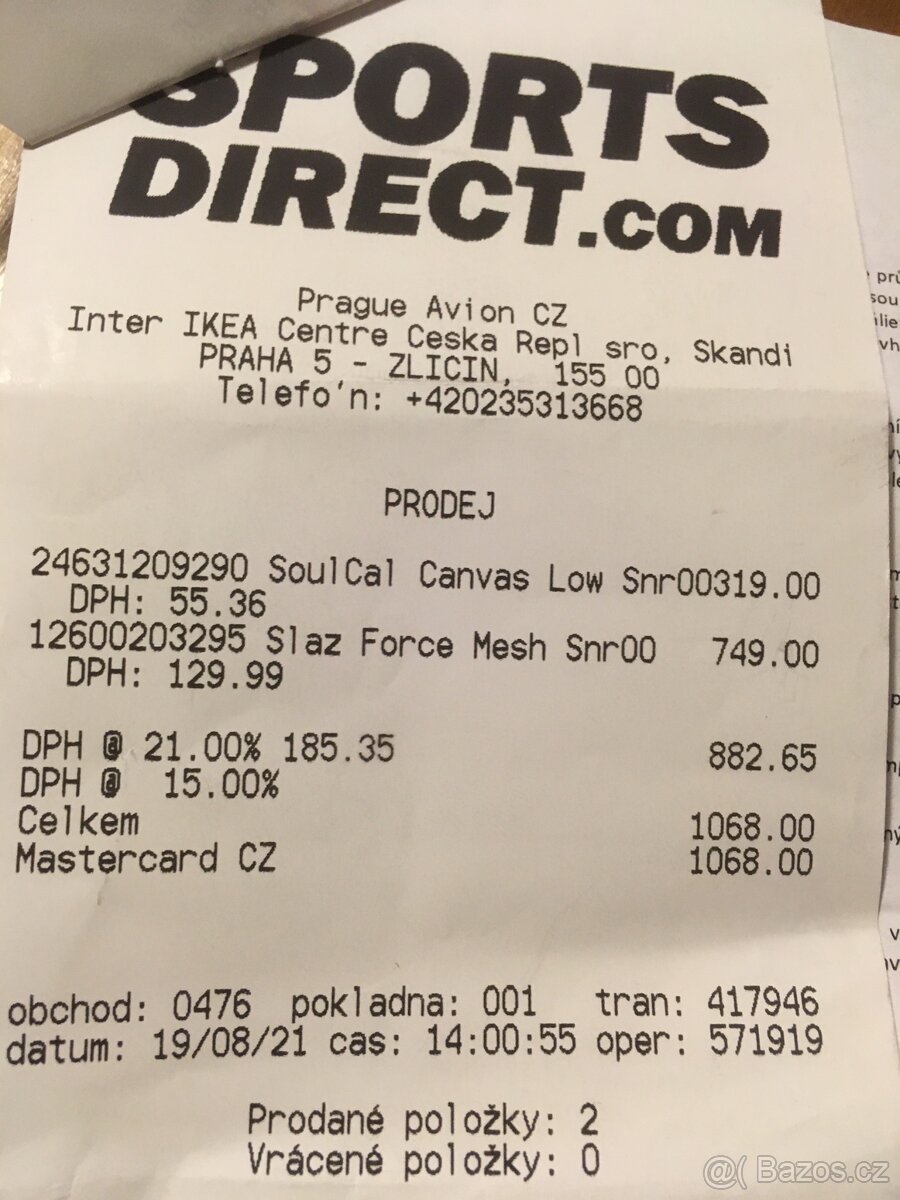 SPORTS
DIRECT.COM
Prague Avion CZ
Inter IKEA Centre Ceska Repl sro, Skandi
PRAHA 5 - ZLICIN, 155 00
Telefo'n: +420235313668
PRODEJ
24631209290 SoulCal Canvas Low Snr00319.00
DPH: 55.36
12600203295 Slaz Force Mesh Snr00 749.00
DPH: 129.99
DPH @ 21.00% 185.35 882.65
DPH @ 15.00%
Celkem 1068.00
Mastercard CZ 1068.00
obchod: 0476 pokladna: 001 tran: 417946
datum: 19/08/21 cas: 14:00:55 oper: 571919
Prodané položky: 2
Vrácené položky: 0
@( Bazos.cz